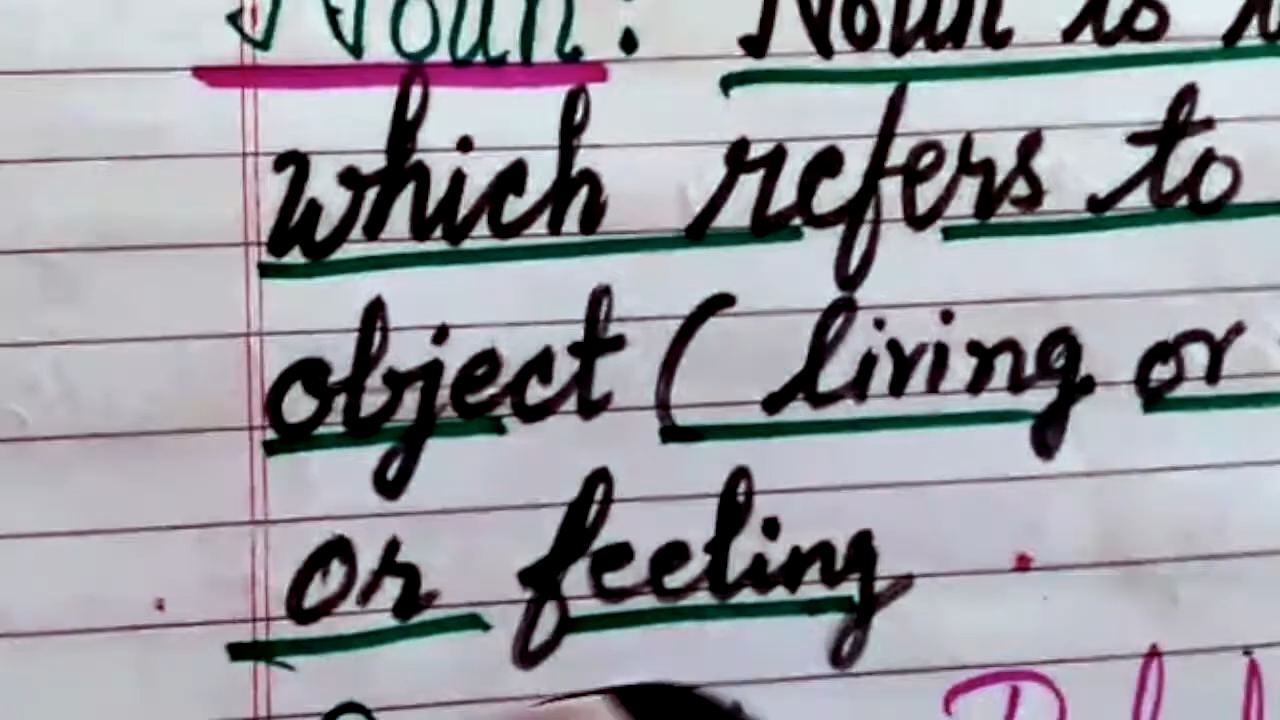 Noun: Noun is
which refers to
object ( living or
or feeling